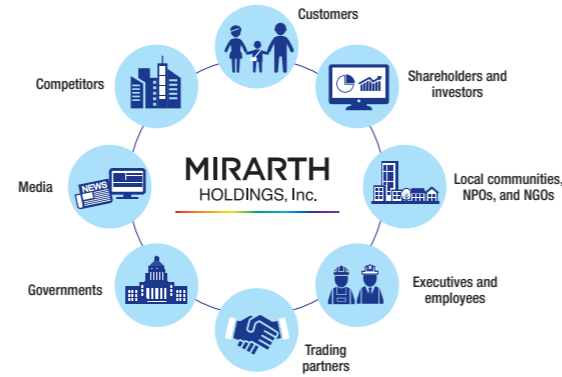 Customers
Competitors
Shareholders and
investors
MIRARTH
HOLDINGS, Inc.
Media
NEWS
Local communities,
NPOs, and NGOs
Governments
Executives and
employees
Trading
partners